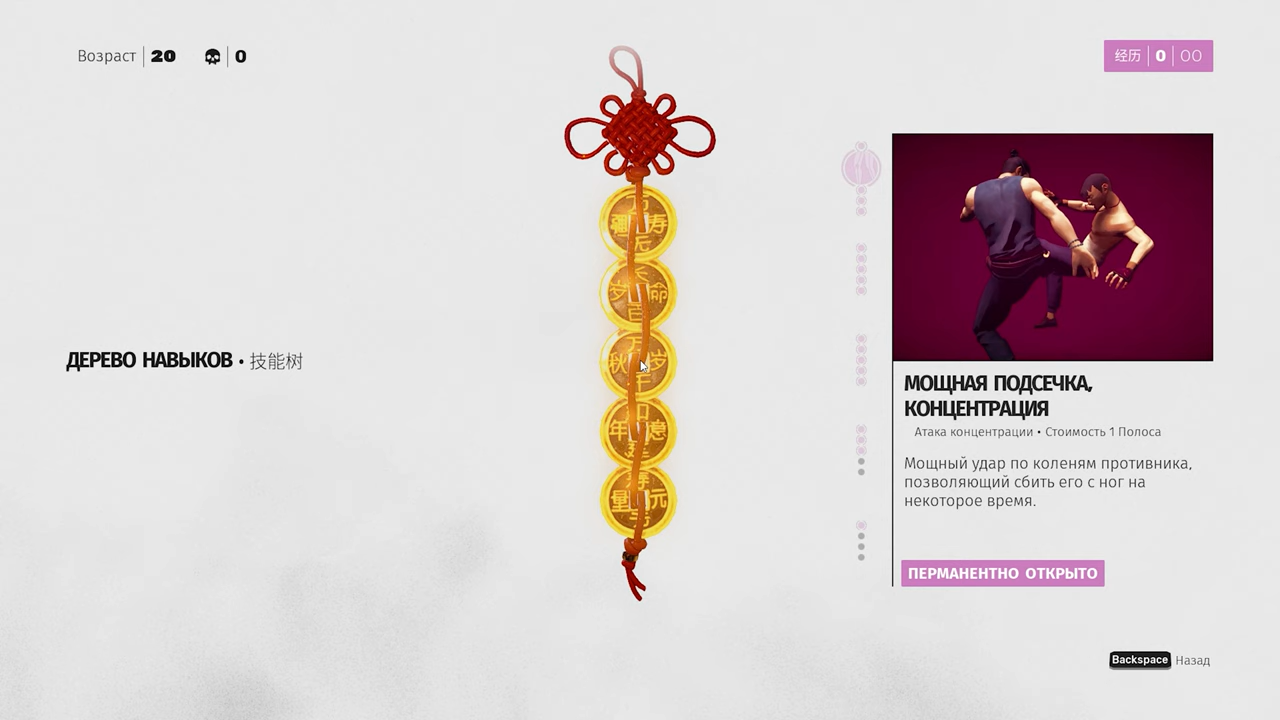 Возраст 20 0
经历 0 00
ДЕРЕВО НАВЫКОВ • 技能树
МОЩНАЯ ПОДСЕЧКА,
КОНЦЕНТРАЦИЯ
Атака концентрации • Стоимость 1 Полоса
Мощный удар по коленям противника,
позволяющий сбить его с ног на
некоторое время.
ПЕРМАНЕНТНО ОТКРЫТО
Backspace Назад